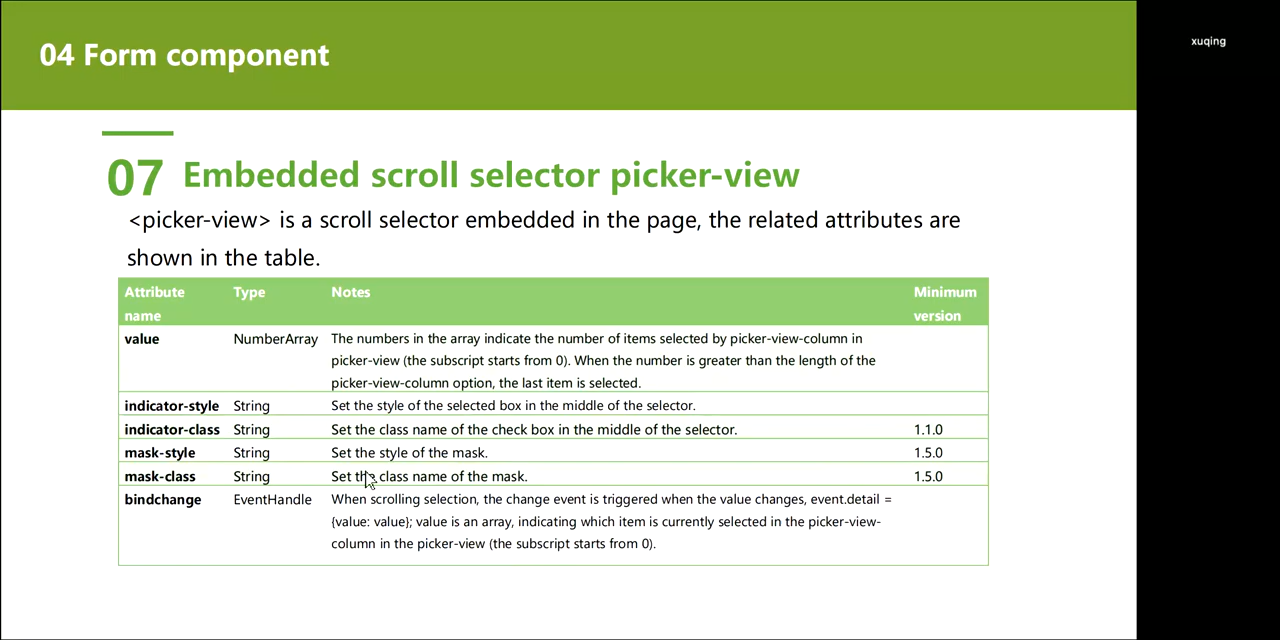 04 Form component
xuqing
07 Embedded scroll selector picker-view
<picker-view> is a scroll selector embedded in the page, the related attributes are
shown in the table.
Attribute name Type Notes Minimum version
value NumberArray The numbers in the array indicate the number of items selected by picker-view-column in
picker-view (the subscript starts from 0). When the number is greater than the length of the
picker-view-column option, the last item is selected.
indicator-style String Set the style of the selected box in the middle of the selector.
indicator-class String Set the class name of the check box in the middle of the selector. 1.1.0
mask-style String Set the style of the mask. 1.5.0
mask-class String Set the class name of the mask. 1.5.0
bindchange EventHandle When scrolling selection, the change event is triggered when the value changes, event.detail =
{value: value}; value is an array, indicating which item is currently selected in the picker-view-
column in the picker-view (the subscript starts from 0).